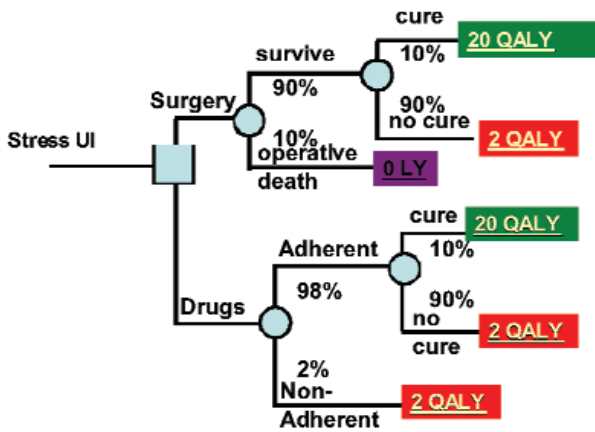 cure
20 QALY
survive
10%
90%
Surgery
90%
no cure
10%
Stress UI
operative
2 QALY
death
0 LY
cure
20 QALY
Adherent
10%
98%
90%
Drugs
no
2 QALY
cure
2%
Non-
2 QALY
Adherent